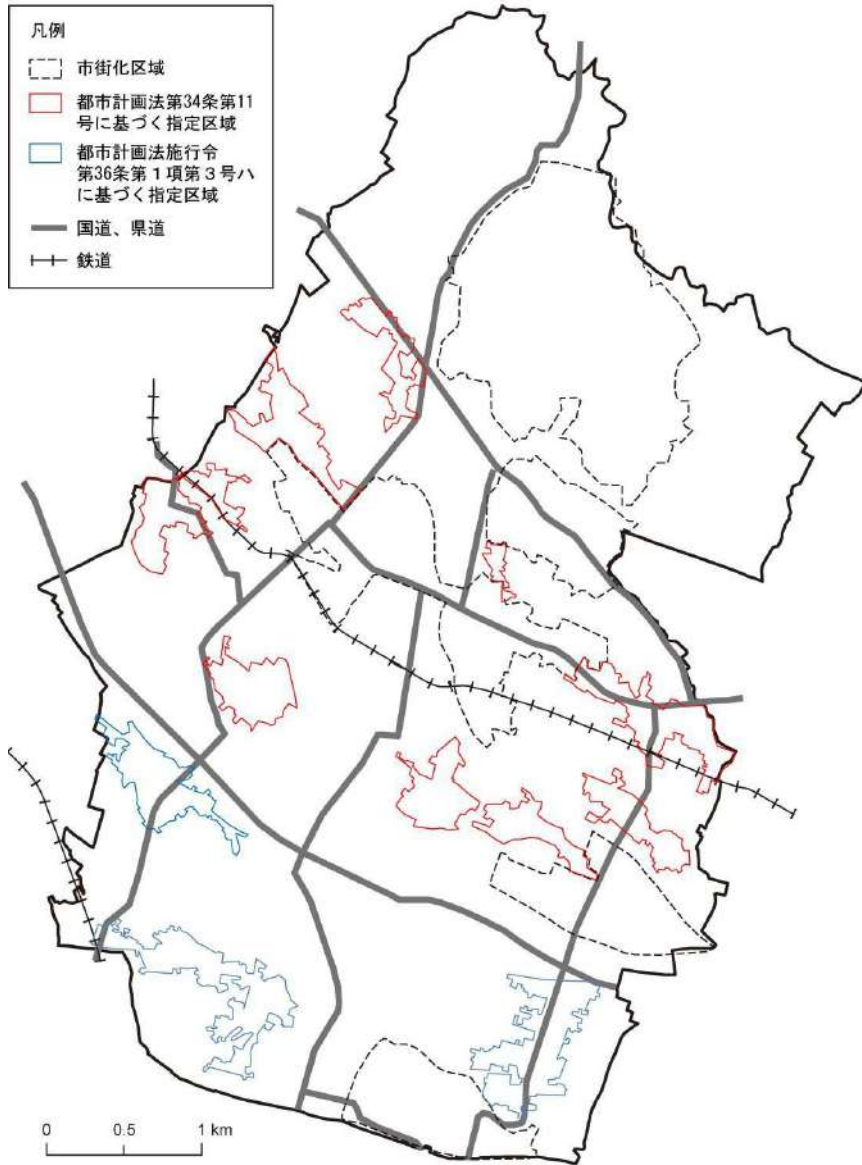 凡例
市街化区域
都市計画法第34条第11
号に基づく指定区域
都市計画法施行令
第36条第１項第３号ハ
に基づく指定区域
国道、県道
鉄道
0 0.5 1 km